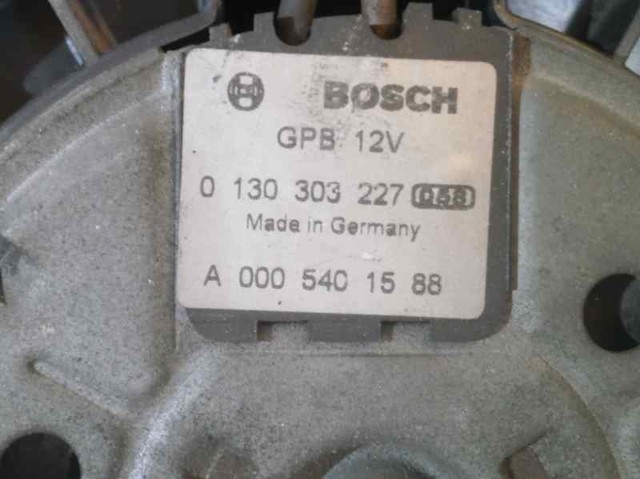 BOSCH
GPB 12V
0 130 303 227 058
Made in Germany
A 000 540 15 88